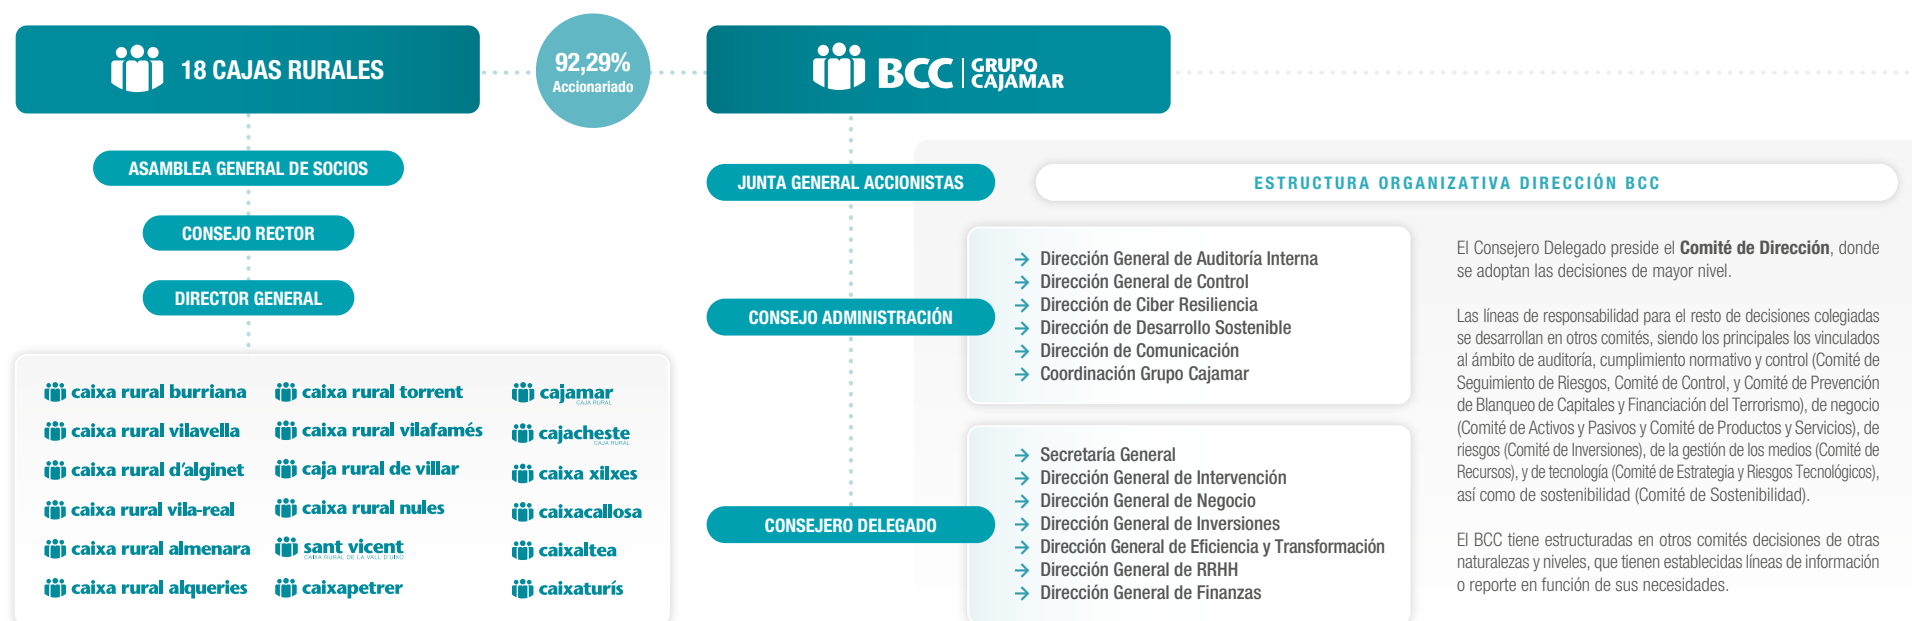 18 CAJAS RURALES
92,29%
Accionariado
BCC GRUPO CAJAMAR
ASAMBLEA GENERAL DE SOCIOS
CONSEJO RECTOR
DIRECTOR GENERAL
caixa rural burriana
caixa rural vilavella
caixa rural d'alginet
caixa rural vila-real
caixa rural almenara
caixa rural alqueries
caixa rural torrent
caixa rural vilafamés
caja rural de villar
caixa rural nules
sant vicent
CAIXA RURAL DE LA VALL D'UIXO
caixapetrer
cajamar
CAJA RURAL
cajacheste
CAJA RURAL
caixa xilxes
caixacallosa
caixaltea
caixaturís
JUNTA GENERAL ACCIONISTAS
CONSEJO ADMINISTRACIÓN
CONSEJERO DELEGADO
ESTRUCTURA ORGANIZATIVA DIRECCIÓN BCC
→ Dirección General de Auditoría Interna
→ Dirección General de Control
→ Dirección de Ciber Resiliencia
→ Dirección de Desarrollo Sostenible
→ Dirección de Comunicación
→ Coordinación Grupo Cajamar
→ Secretaría General
→ Dirección General de Intervención
→ Dirección General de Negocio
→ Dirección General de Inversiones
→ Dirección General de Eficiencia y Transformación
→ Dirección General de RRHH
→ Dirección General de Finanzas
El Consejero Delegado preside el Comité de Dirección, donde
se adoptan las decisiones de mayor nivel.
Las líneas de responsabilidad para el resto de decisiones colegiadas
se desarrollan en otros comités, siendo los principales los vinculados
al ámbito de auditoría, cumplimiento normativo y control (Comité de
Seguimiento de Riesgos, Comité de Control, y Comité de Prevención
de Blanqueo de Capitales y Financiación del Terrorismo), de negocio
(Comité de Activos y Pasivos y Comité de Productos y Servicios), de
riesgos (Comité de Inversiones), de la gestión de los medios (Comité de
Recursos), y de tecnología (Comité de Estrategia y Riesgos Tecnológicos),
así como de sostenibilidad (Comité de Sostenibilidad).
El BCC tiene estructuradas en otros comités decisiones de otras
naturalezas y niveles, que tienen establecidas líneas de información
o reporte en función de sus necesidades.